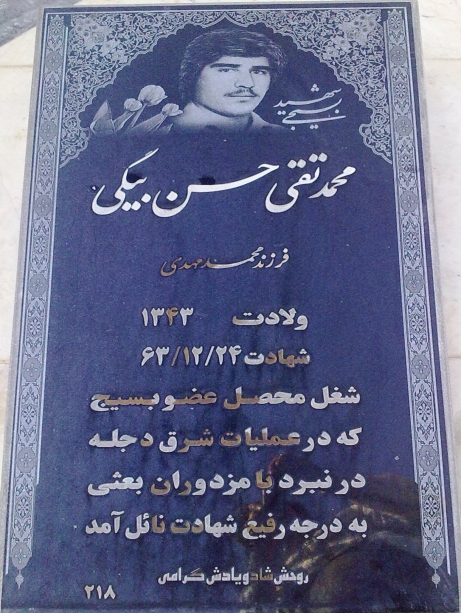 شهید
بسیجی
محمدتقی حسن بیگی
فرزند محمدمهدی
ولادت ۱۳۴۳
شهادت ۶۳/۱۲/۲۴
شغل محصل عضو بسیج
که در عملیات شرق دجله
در نبرد با مزدوران بعثی
به درجه رفیع شهادت نائل آمد
روحش شاد و یادش گرامی
۲۱۸